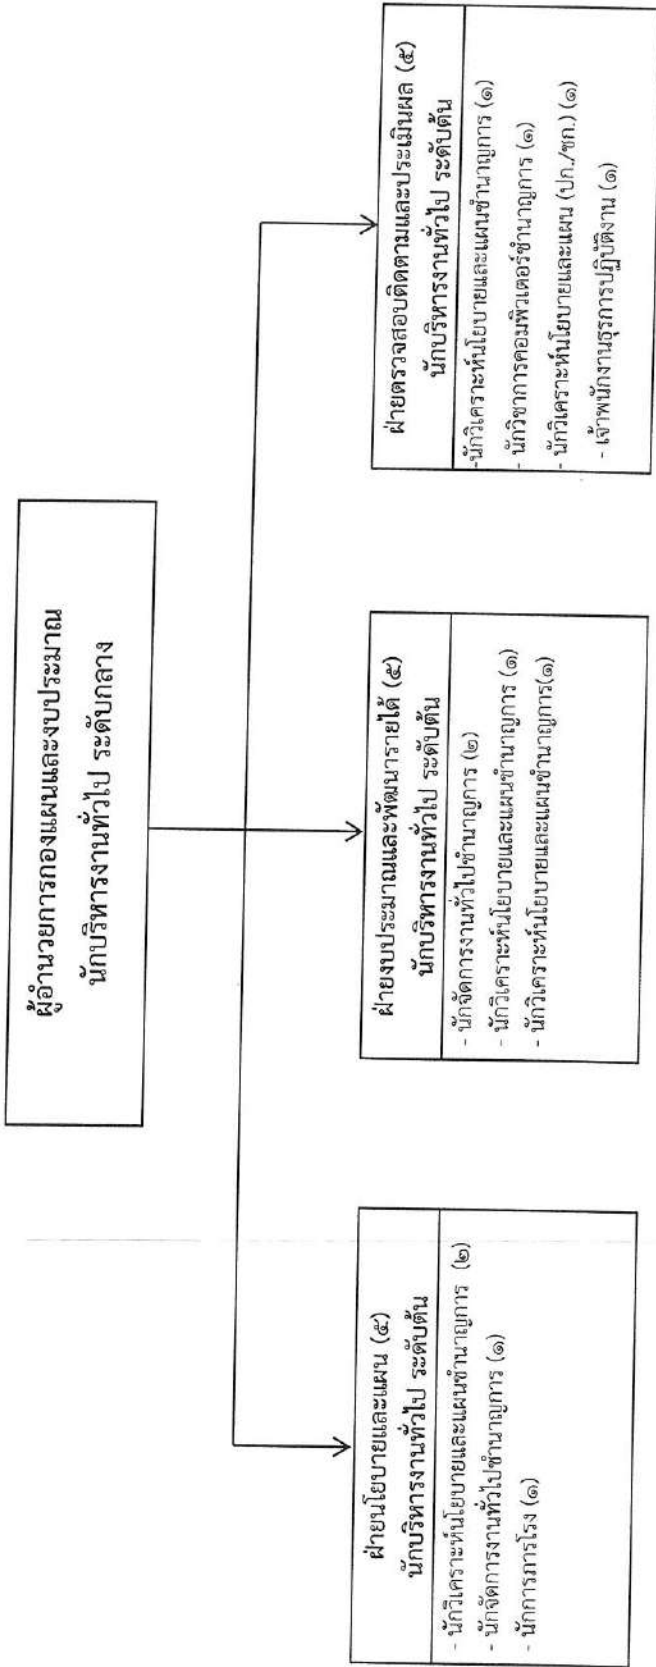 ผู้อำนวยการกองแผนและงบประมาณ
นักบริหารงานทั่วไป ระดับกลาง
ฝ่ายนโยบายและแผน (๕)
นักบริหารงานทั่วไป ระดับต้น
- นักวิเคราะห์นโยบายและแผนชำนาญการ (๒)
- นักจัดการงานทั่วไปชำนาญการ (๑)
- นักการภารโรง (๑)
ฝ่ายงบประมาณและพัฒนารายได้ (๕)
นักบริหารงานทั่วไป ระดับต้น
- นักจัดการงานทั่วไปชำนาญการ (๒)
- นักวิเคราะห์นโยบายและแผนชำนาญการ (๑)
- นักวิเคราะห์นโยบายและแผนชำนาญการ(๑)
ฝ่ายตรวจสอบติดตามและประเมินผล (๕)
นักบริหารงานทั่วไป ระดับต้น
-นักวิเคราะห์นโยบายและแผนชำนาญการ (๑)
- นักวิชาการคอมพิวเตอร์ชำนาญการ (๑)
- นักวิเคราะห์นโยบายและแผน (ปก./ชก.) (๑)
- เจ้าพนักงานธุรการปฏิบัติงาน (๑)